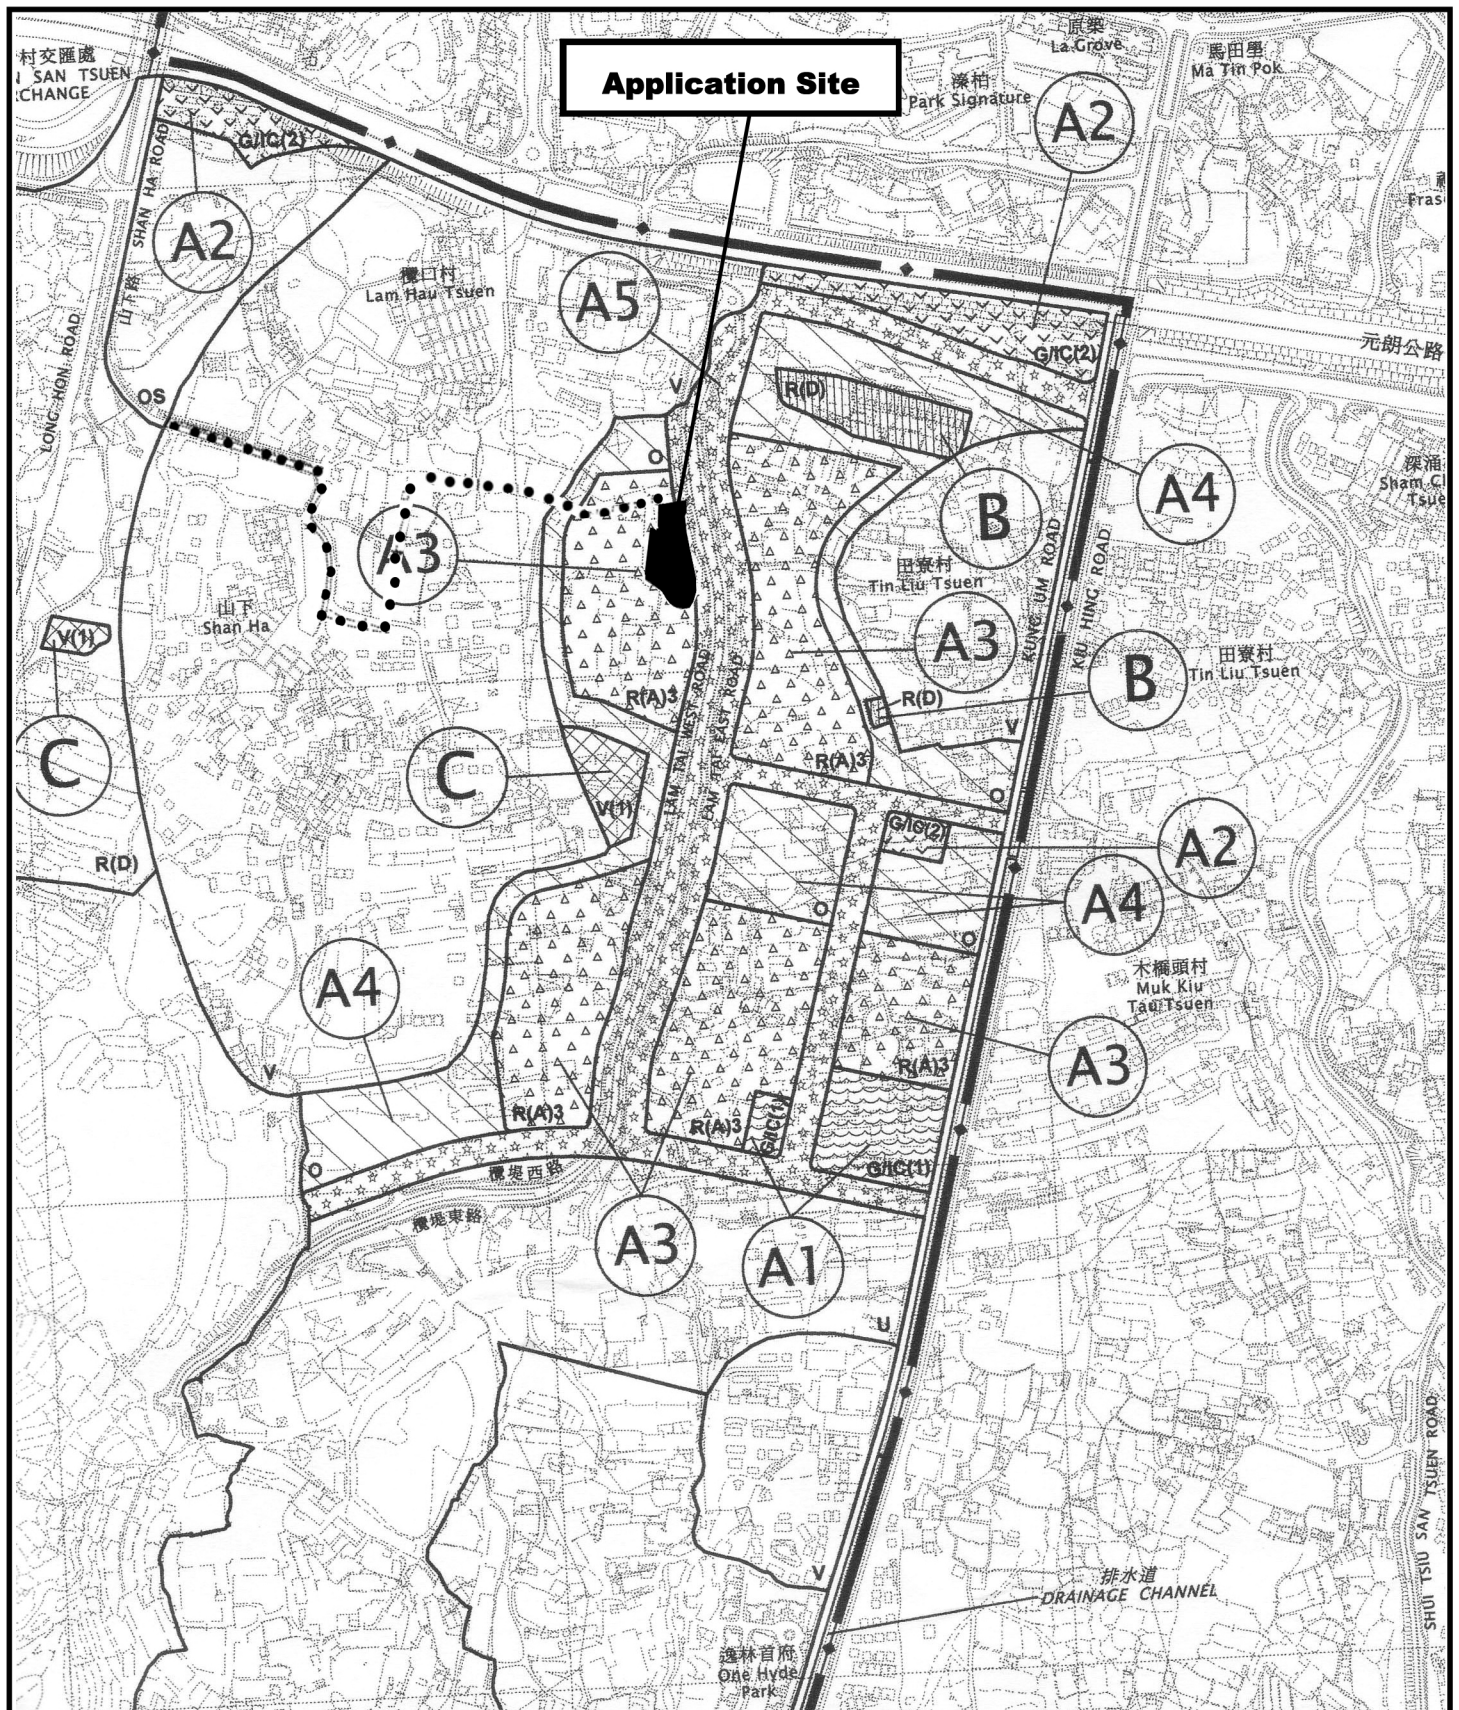 村交匯處
SAN TSUEN
CHANGE
Application Site
原築
La Grove
馬田壆
Ma Tin Pok
溱柏
Park Signature
A2
G/IC(2)
SHAN HA ROAD
山下路
A2
欖口村
Lam Hau Tsuen
A5
G/IC(2)
元朗公路
Fras
LONG HON ROAD
OS
V
R(D)
O
A4
深涌
Sham C
Tsue
B
A3
田寮村
Tin Liu Tsuen
KUNG UM ROAD
KIU HING ROAD
山下
Shan Ha
V(1)
A3
B
田寮村
Tin Liu Tsuen
R(A)3
R(D)
V
LAM TAI WEST ROAD
LAM TAI EAST ROAD
C
C
R(A)3
V(1)
O
G/IC(2)
A2
R(D)
A4
O
O
A4
木橋頭村
Muk Kiu
Tau Tsuen
A3
V
R(A)3
R(A)3
R(A)3
G/IC(1)
G/IC(1)
O
欖堤西路
欖堤東路
A3
A1
U
V
排水道
DRAINAGE CHANNEL
SHUI TSIU SAN TSUEN ROAD
逸林首府
One Hyde
Park